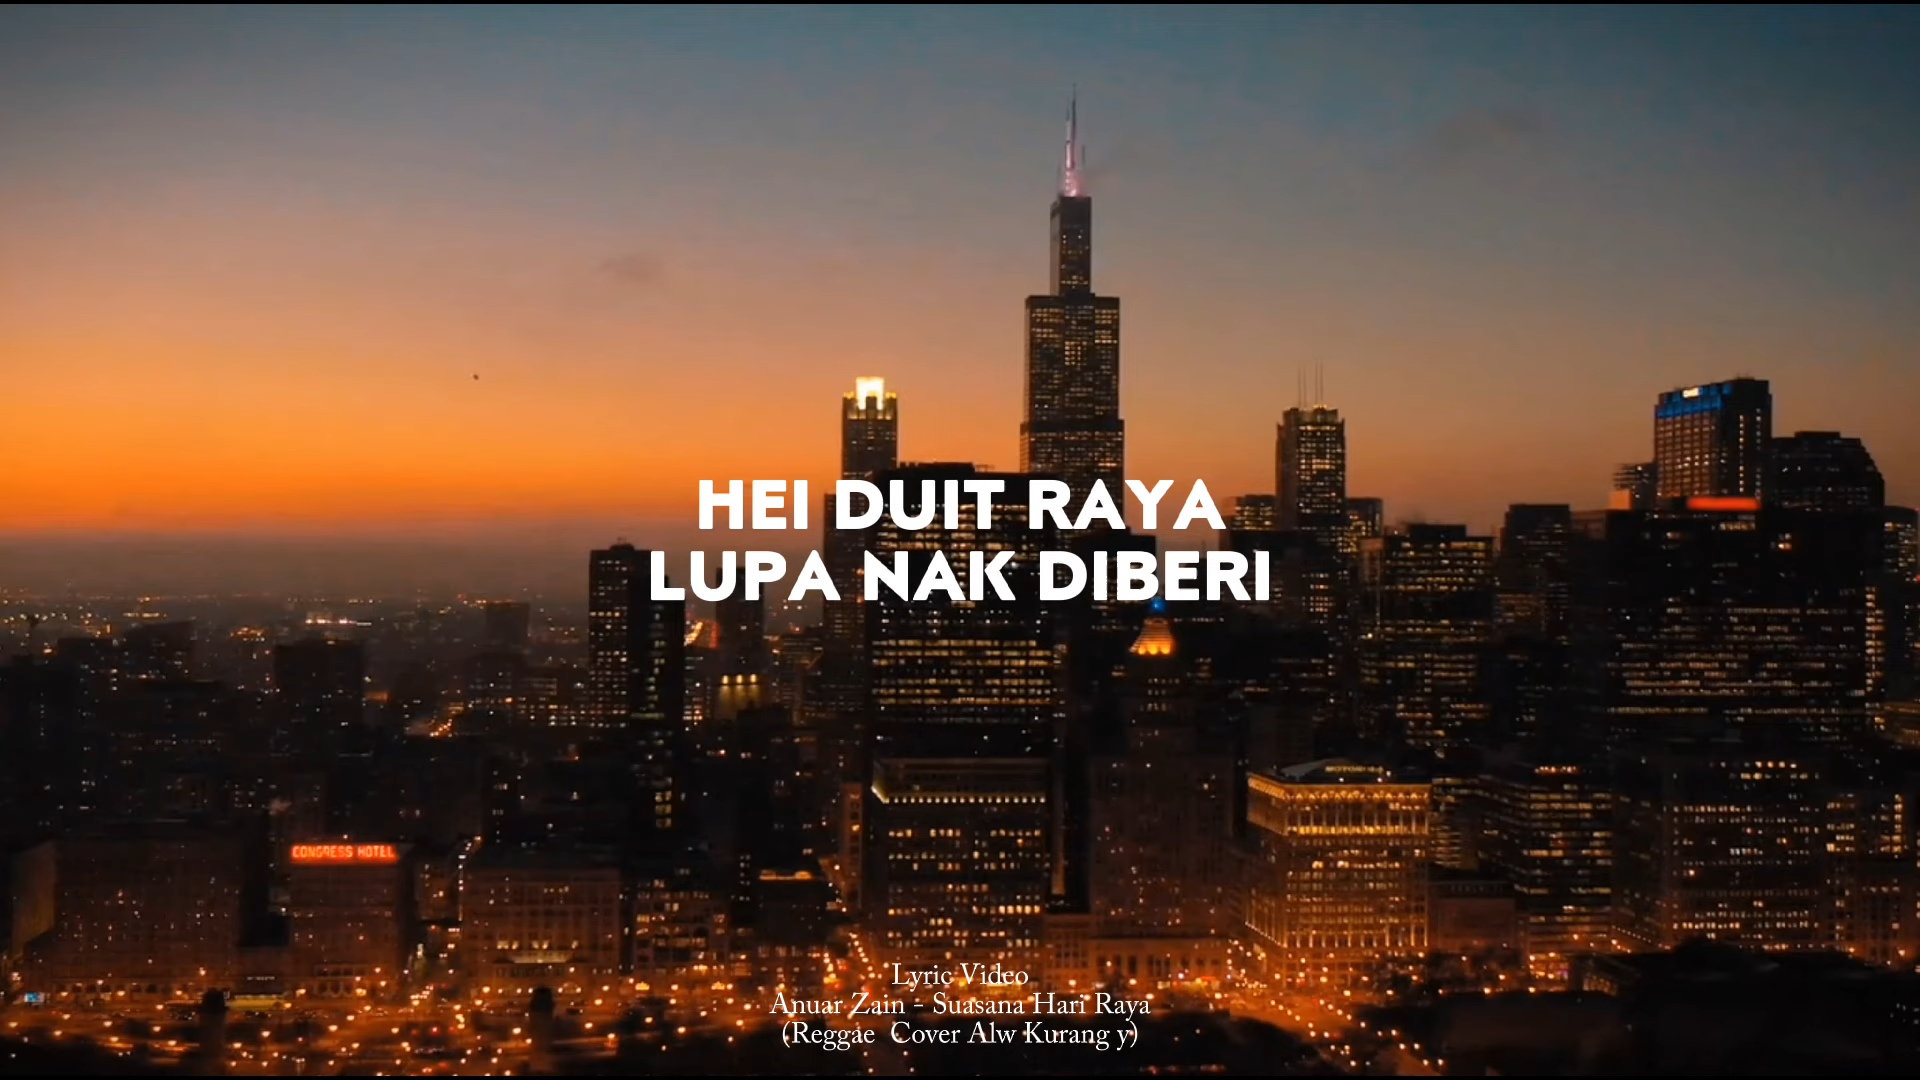 HEI DUIT RAYA
LUPA NAK DIBERI
CONGRESS HOTEL
Lyric Video
Anuar Zain - Suasana Hari Raya
(Reggae Cover Alw Kurang y)